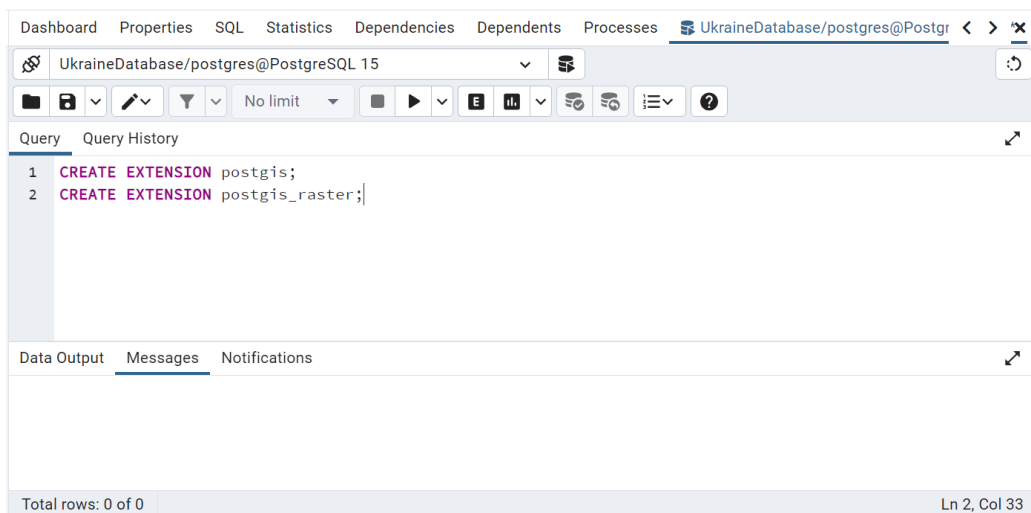 Dashboard Properties SQL Statistics Dependencies Dependents Processes UkraineDatabase/postgres@Postgr
UkraineDatabase/postgres@PostgreSQL 15
No limit E
Query Query History
1 CREATE EXTENSION postgis;
2 CREATE EXTENSION postgis_raster;
Data Output Messages Notifications
Total rows: 0 of 0 Ln 2, Col 33